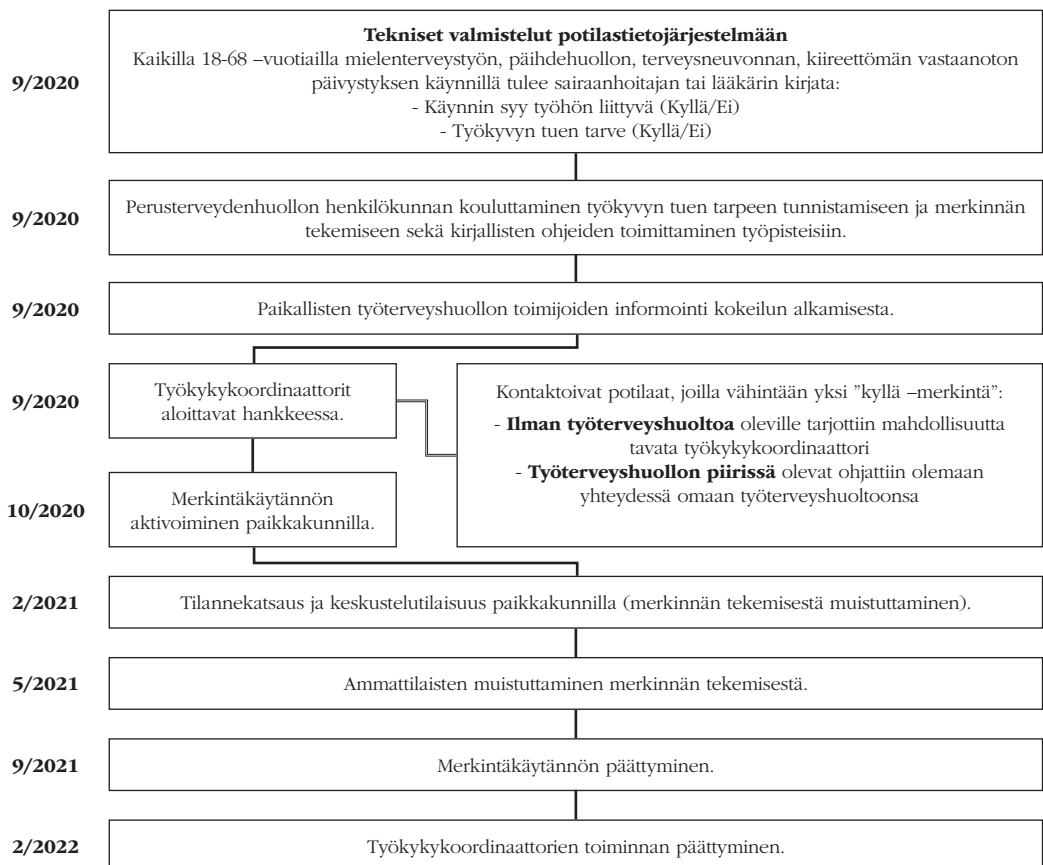 9/2020
Tekniset valmistelut potilastietojärjestelmään
Kaikilla 18-68 –vuotiailla mielenterveystyön, päihdehuollon, terveysneuvonnan, kiireettömän vastaanoton
päivystyksen käynnillä tulee sairaanhoitajan tai lääkärin kirjata:
- Käynnin syy työhön liittyvä (Kyllä/Ei)
- Työkyvyn tuen tarve (Kyllä/Ei)
9/2020
Perusterveydenhuollon henkilökunnan kouluttaminen työkyvyn tuen tarpeen tunnistamiseen ja merkinnän
tekemiseen sekä kirjallisten ohjeiden toimittaminen työpisteisiin.
9/2020
Paikallisten työterveyshuollon toimijoiden informointi kokeilun alkamisesta.
9/2020
Työkykykoordinaattorit
aloittavat hankkeessa.
Kontaktoivat potilaat, joilla vähintään yksi ”kyllä –merkintä”:
- Ilman työterveyshuoltoa oleville tarjottiin mahdollisuutta
tavata työkykykoordinaattori
- Työterveyshuollon piirissä olevat ohjattiin olemaan
yhteydessä omaan työterveyshuoltoonsa
10/2020
Merkintäkäytännön
aktivoiminen paikkakunnilla.
2/2021
Tilannekatsaus ja keskustelutilaisuus paikkakunnilla (merkinnän tekemisestä muistuttaminen).
5/2021
Ammattilaisten muistuttaminen merkinnän tekemisestä.
9/2021
Merkintäkäytännön päättyminen.
2/2022
Työkykykoordinaattorien toiminnan päättyminen.